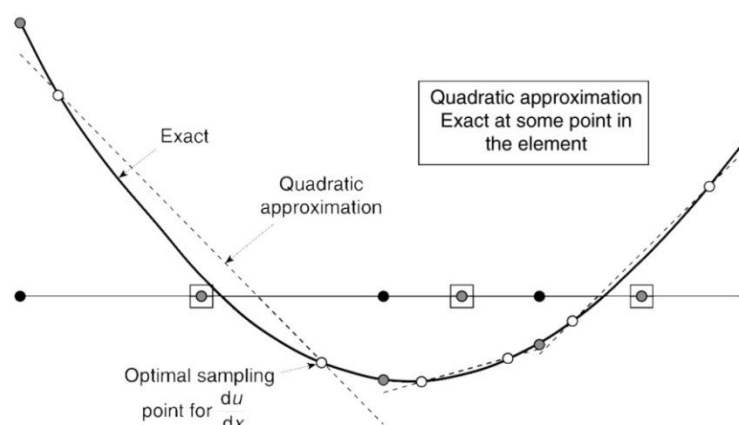 Quadratic approximation
Exact at some point in
the element
Exact
Quadratic
approximation
Optimal sampling
point for du
dx